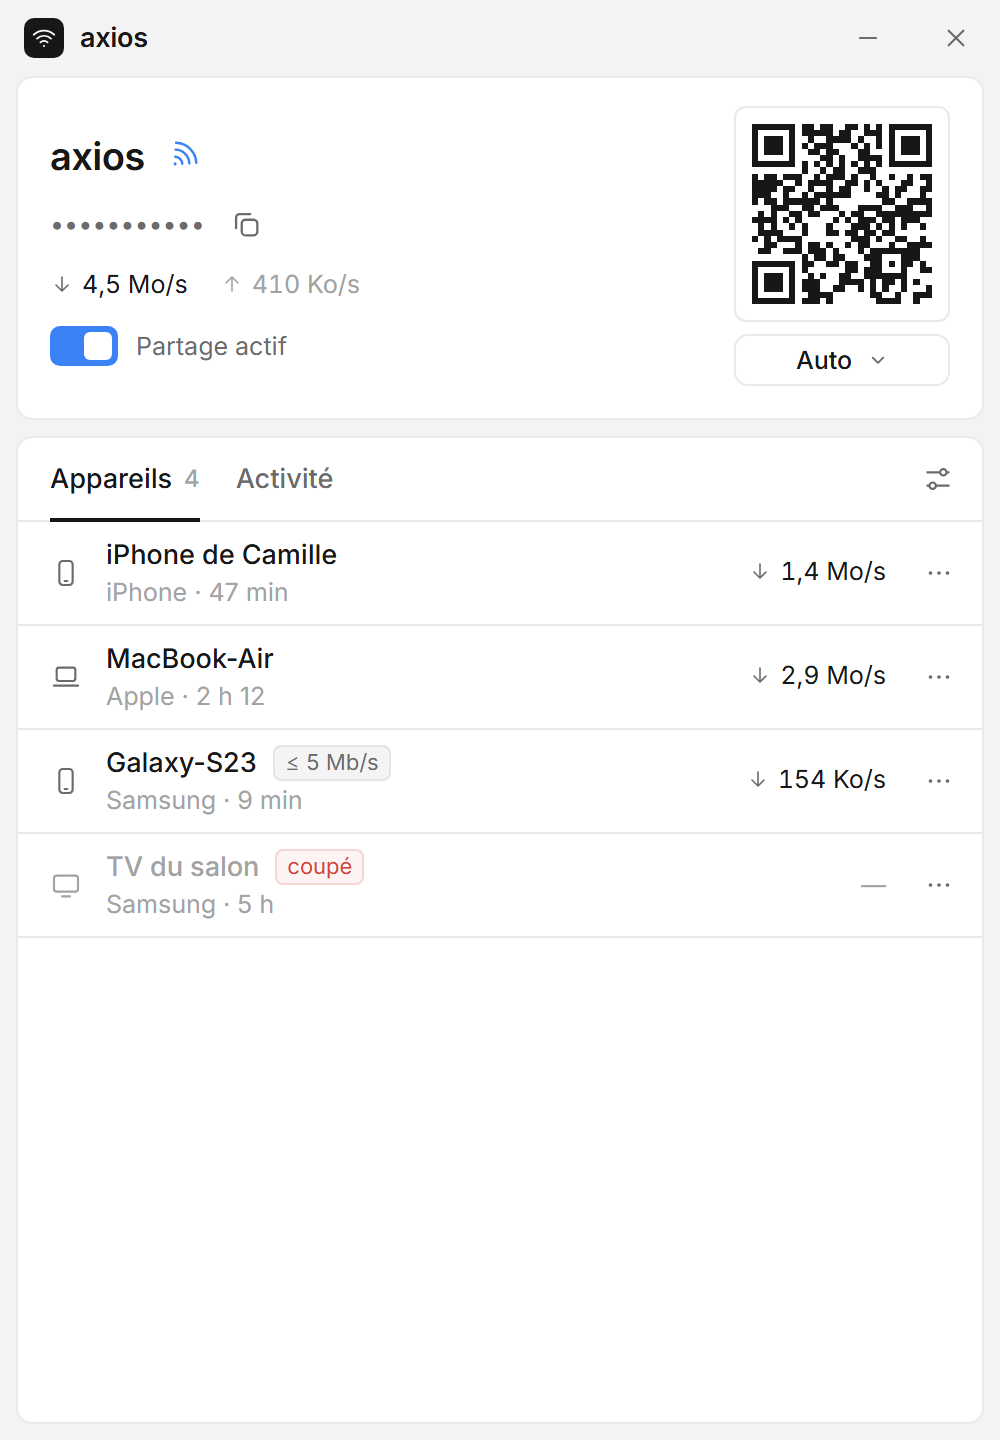 axios
axios
•••••••••••
↓ 4,5 Mo/s ↑ 410 Ko/s
Partage actif
Auto
Appareils 4 Activité
iPhone de Camille
iPhone · 47 min
↓ 1,4 Mo/s
MacBook-Air
Apple · 2 h 12
↓ 2,9 Mo/s
Galaxy-S23 ≤ 5 Mb/s
Samsung · 9 min
↓ 154 Ko/s
TV du salon coupé
Samsung · 5 h
—